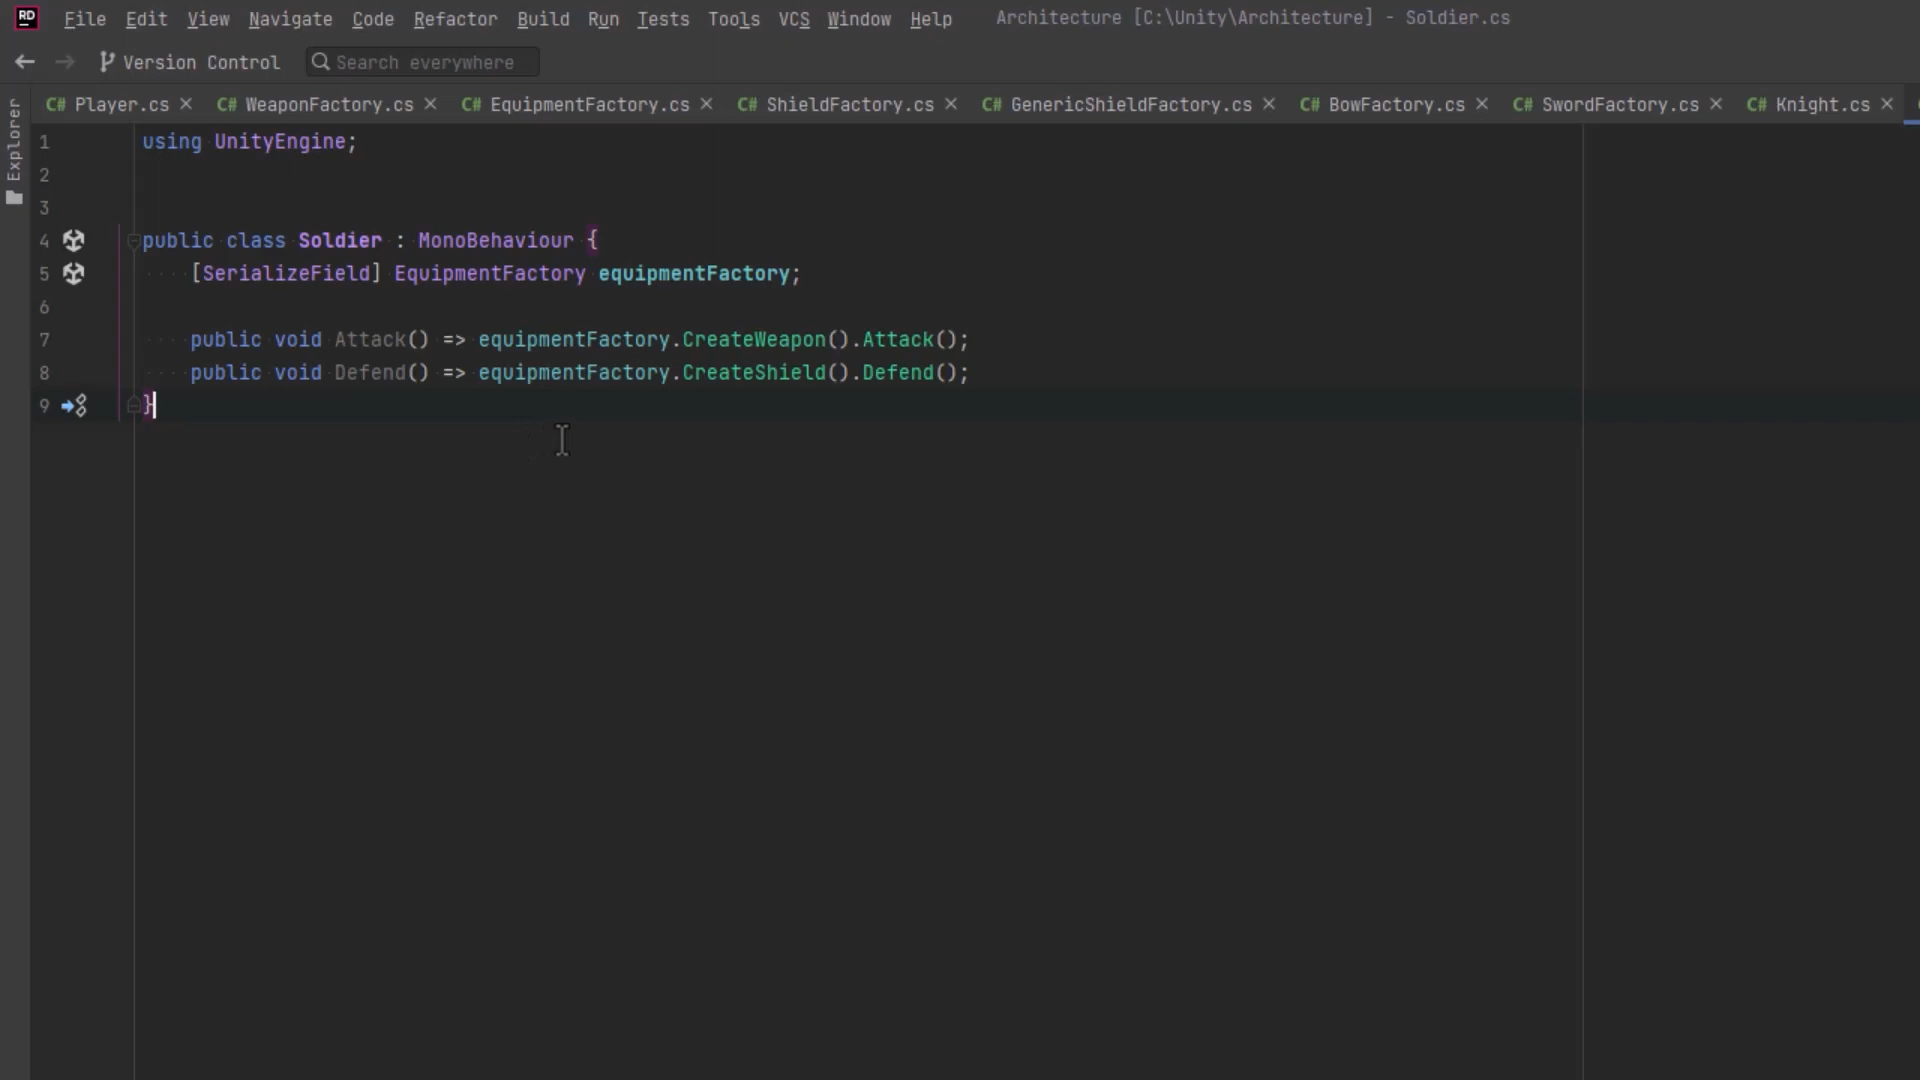 RD File Edit View Navigate Code Refactor Build Run Tests Tools VCS Window Help Architecture [C:\Unity\Architecture] - Soldier.cs
Version Control Search everywhere
Explorer
C# Player.cs C# WeaponFactory.cs C# EquipmentFactory.cs C# ShieldFactory.cs C# GenericShieldFactory.cs C# BowFactory.cs C# SwordFactory.cs C# Knight.cs
1 using UnityEngine;
2
3
4 public class Soldier : MonoBehaviour {
5 [SerializeField] EquipmentFactory equipmentFactory;
6
7 public void Attack() => equipmentFactory.CreateWeapon().Attack();
8 public void Defend() => equipmentFactory.CreateShield().Defend();
9 }